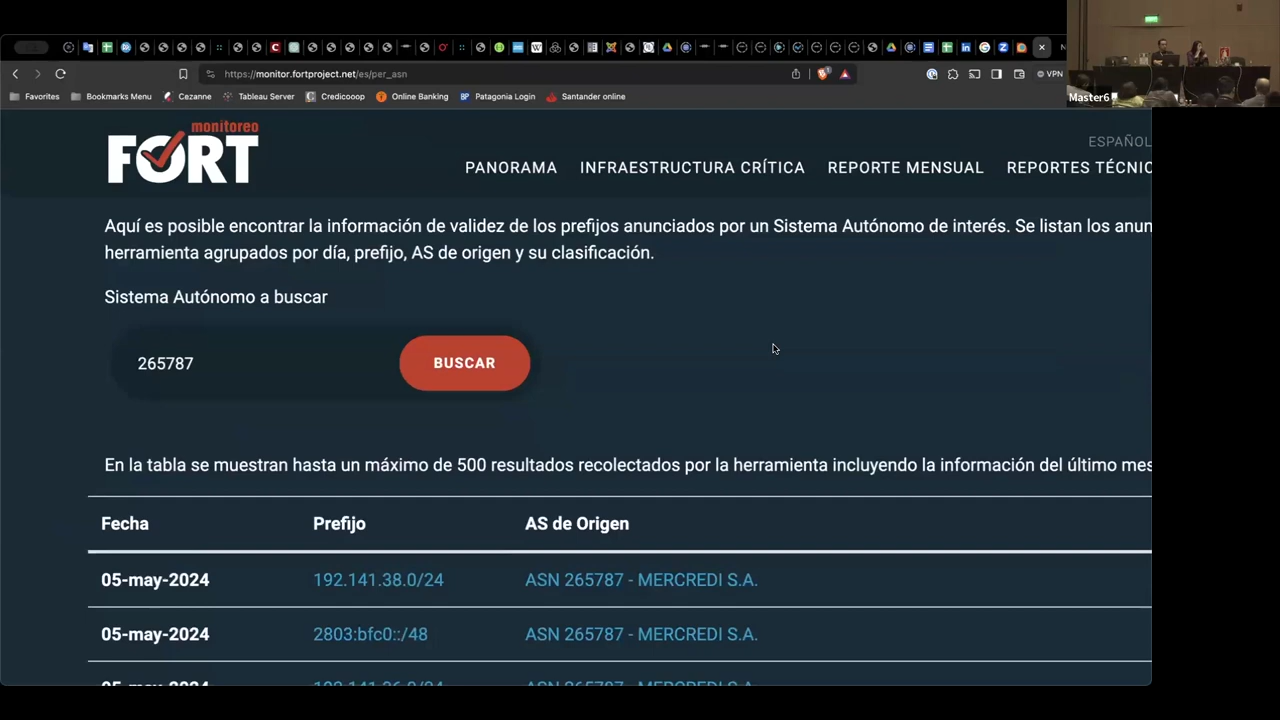 https://monitor.fortproject.net/es/per_asn
VPN
Master6
Favorites
Bookmarks Menu
Cezanne
Tableau Server
Credicooop
Online Banking
Patagonia Login
Santander online
monitoreo
FORT
ESPAÑOL
PANORAMA
INFRAESTRUCTURA CRÍTICA
REPORTE MENSUAL
REPORTES TÉCNIC
Aquí es posible encontrar la información de validez de los prefijos anunciados por un Sistema Autónomo de interés. Se listan los anun
herramienta agrupados por día, prefijo, AS de origen y su clasificación.
Sistema Autónomo a buscar
265787
BUSCAR
En la tabla se muestran hasta un máximo de 500 resultados recolectados por la herramienta incluyendo la información del último mes
Fecha
Prefijo
AS de Origen
05-may-2024
192.141.38.0/24
ASN 265787 - MERCREDI S.A.
05-may-2024
2803:bfc0::/48
ASN 265787 - MERCREDI S.A.